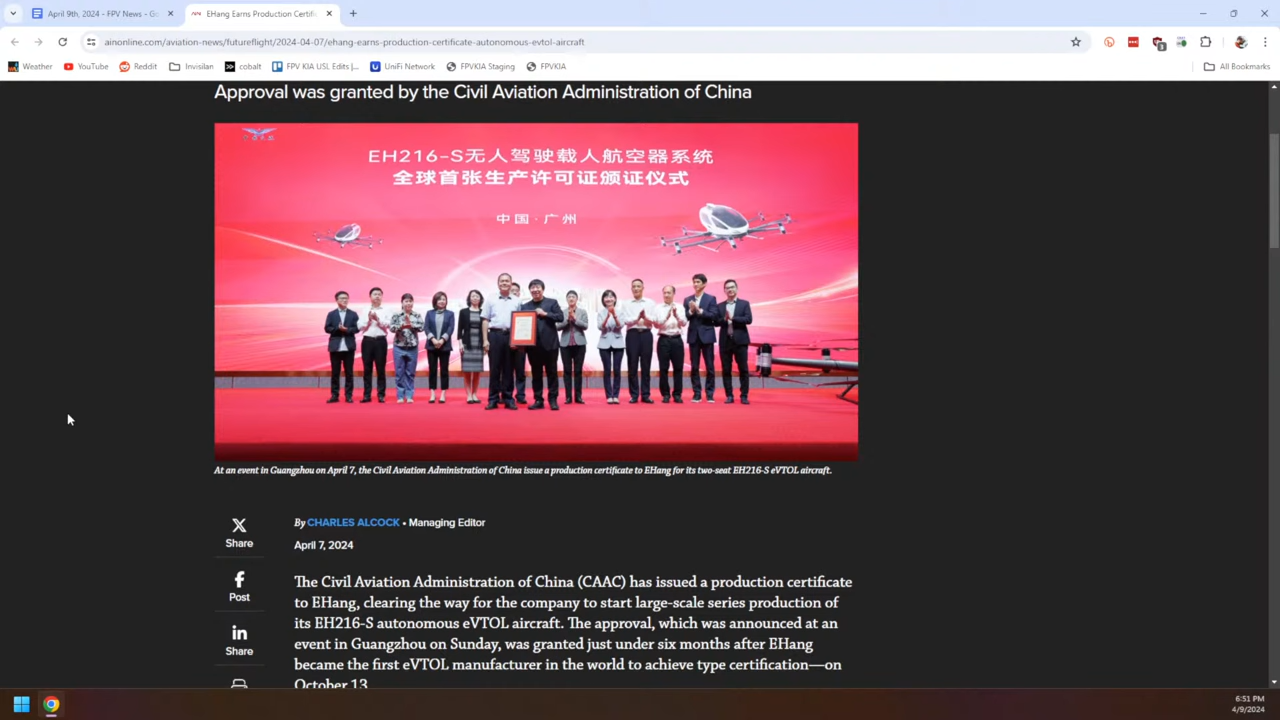 April 9th, 2024 - FPV News - Go
EHang Earns Production Certific
ainonline.com/aviation-news/futureflight/2024-04-07/ehang-earns-production-certificate-autonomous-evtol-aircraft
Weather
YouTube
Reddit
Invisilan
cobalt
FPV KIA USL Edits |...
UniFi Network
FPVKIA Staging
FPVKIA
All Bookmarks
Approval was granted by the Civil Aviation Administration of China
EH216-S无人驾驶载人航空器系统
全球首张生产许可证颁证仪式
中国·广州
At an event in Guangzhou on April 7, the Civil Aviation Administration of China issue a production certificate to EHang for its two-seat EH216-S eVTOL aircraft.
Share
By CHARLES ALCOCK • Managing Editor
April 7, 2024
Post
Share
The Civil Aviation Administration of China (CAAC) has issued a production certificate
to EHang, clearing the way for the company to start large-scale series production of
its EH216-S autonomous eVTOL aircraft. The approval, which was announced at an
event in Guangzhou on Sunday, was granted just under six months after EHang
became the first eVTOL manufacturer in the world to achieve type certification—on
October 13
6:51 PM
4/9/2024